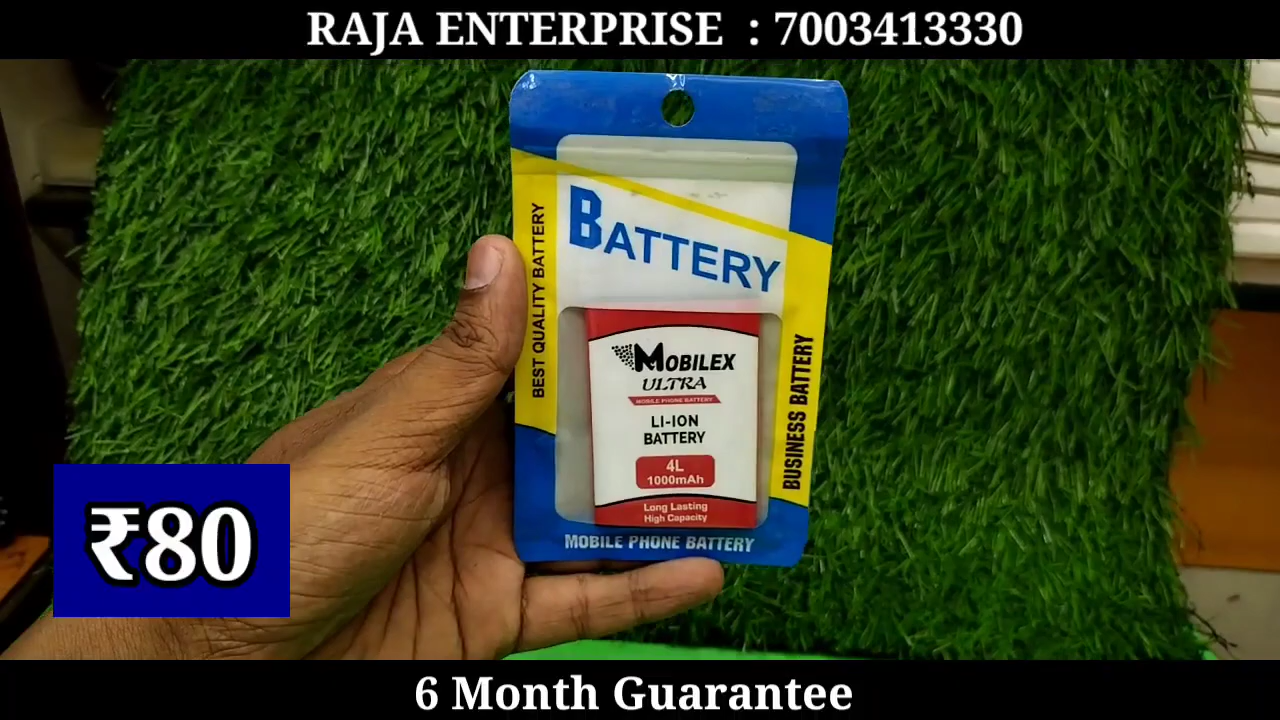 RAJA ENTERPRISE : 7003413330
BATTERY
BEST QUALITY BATTERY
BUSINESS BATTERY
MOBILEX
ULTRA
MOBILE PHONE BATTERY
LI-ION
BATTERY
4L
1000mAh
Long Lasting
High Capacity
MOBILE PHONE BATTERY
₹80
6 Month Guarantee